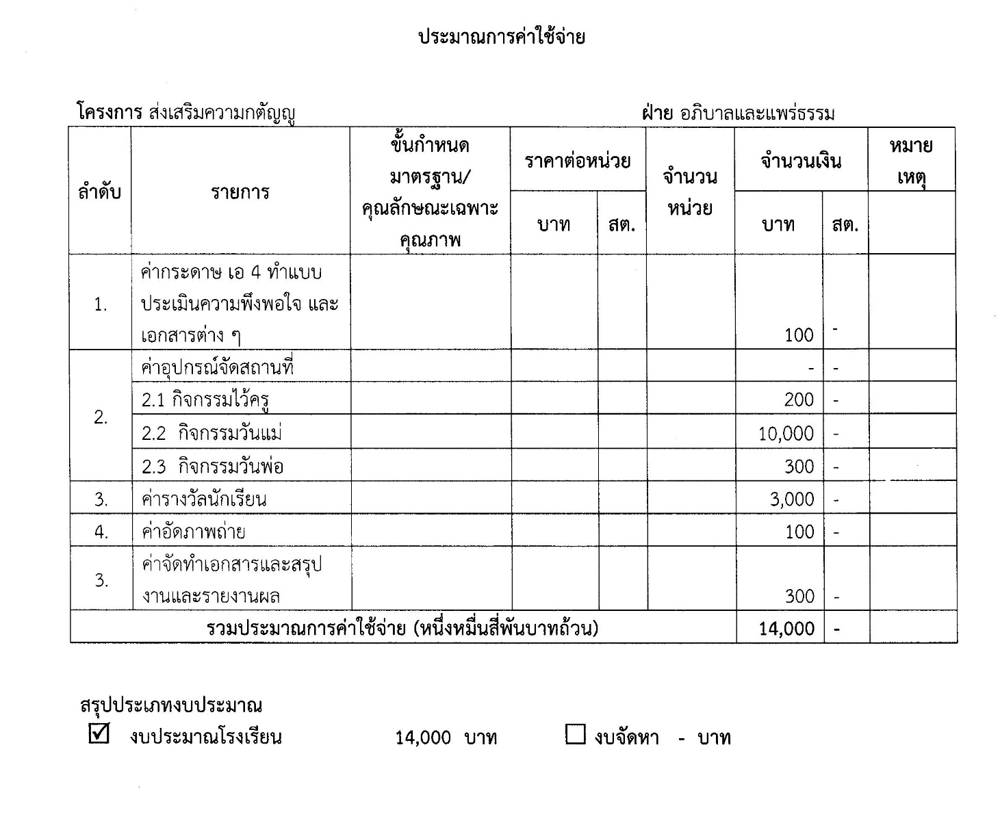 ประมาณการค่าใช้จ่าย
โครงการ ส่งเสริมความกตัญญู ฝ่าย อภิบาลและแพร่ธรรม
ลำดับ รายการ ขั้นกำหนด มาตรฐาน/ คุณลักษณะเฉพาะ คุณภาพ ราคาต่อหน่วย จำนวน หน่วย จำนวนเงิน หมาย เหตุ
บาท สต. บาท สต.
1. ค่ากระดาษ เอ 4 ทำแบบ
ประเมินความพึงพอใจ และ
เอกสารต่าง ๆ 100 -
2. ค่าอุปกรณ์จัดสถานที่ - -
2.1 กิจกรรมไว้ครู 200 -
2.2 กิจกรรมวันแม่ 10,000 -
2.3 กิจกรรมวันพ่อ 300 -
3. ค่ารางวัลนักเรียน 3,000 -
4. ค่าอัดภาพถ่าย 100 -
3. ค่าจัดทำเอกสารและสรุป
งานและรายงานผล 300 -
รวมประมาณการค่าใช้จ่าย (หนึ่งหมื่นสี่พันบาทถ้วน) 14,000 -
สรุปประเภทงบประมาณ
☑ งบประมาณโรงเรียน 14,000 บาท ☐ งบจัดหา - บาท